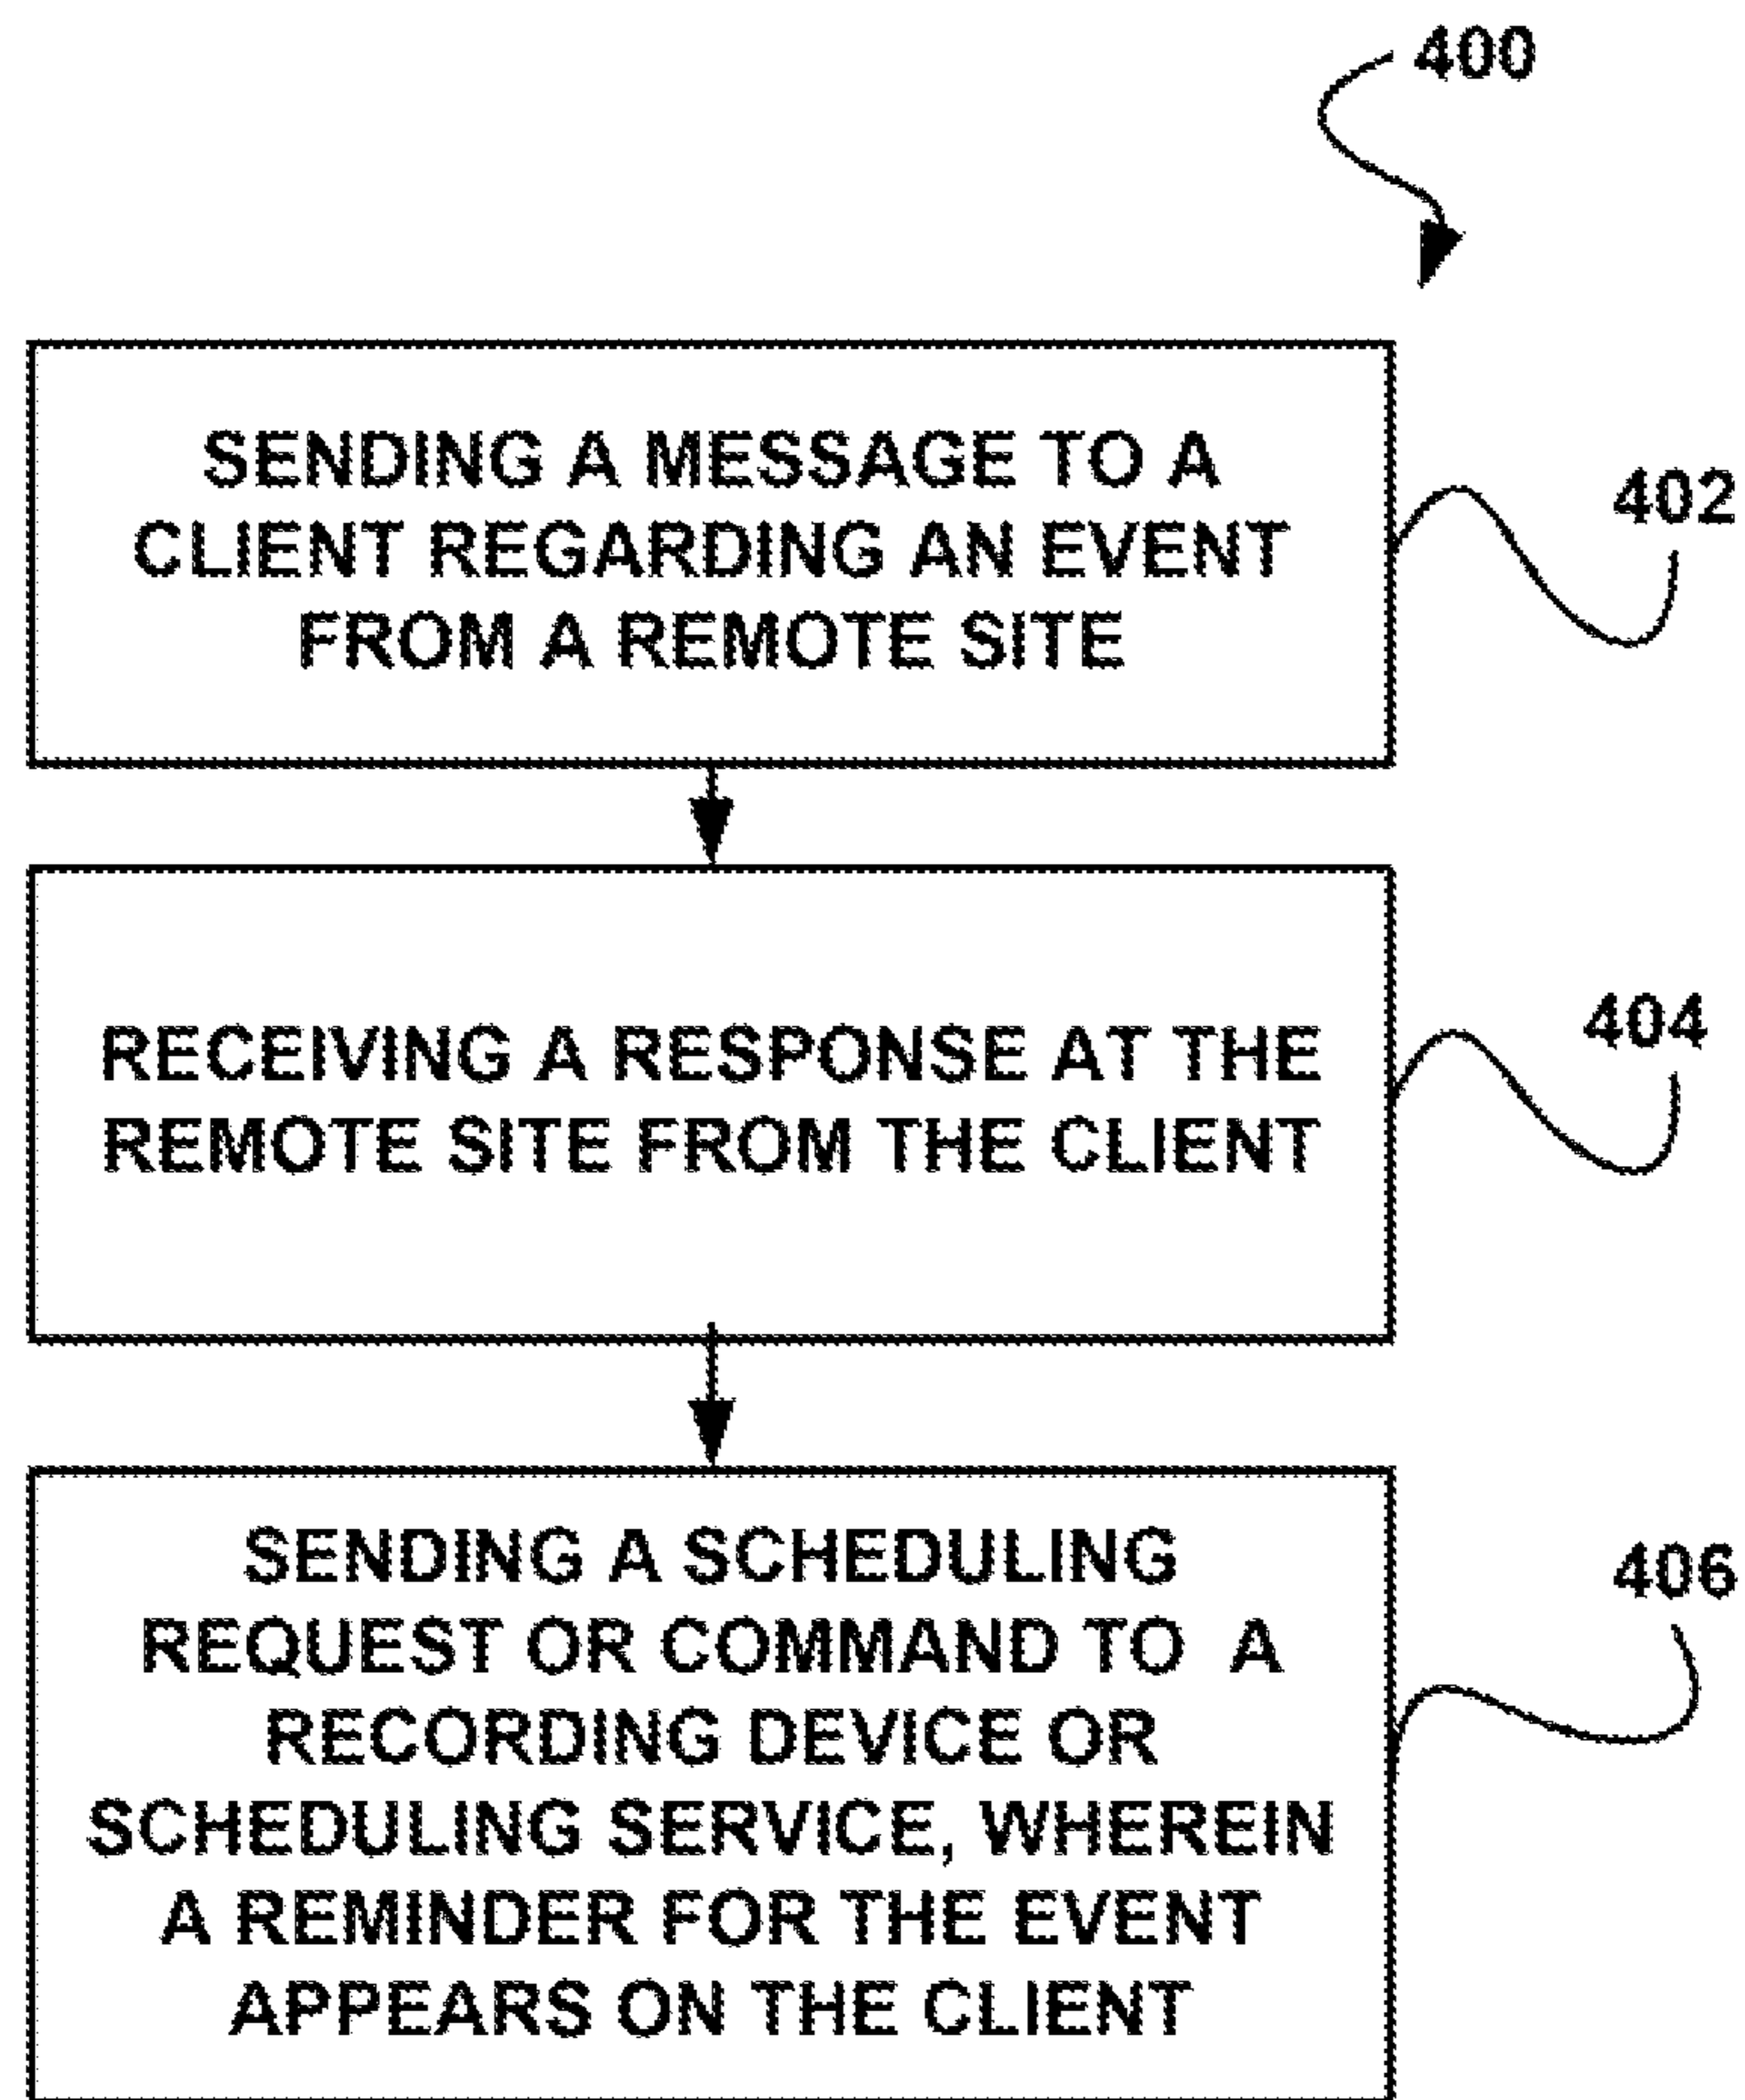 400
SENDING A MESSAGE TO A
CLIENT REGARDING AN EVENT
FROM A REMOTE SITE
402
RECEIVING A RESPONSE AT THE
REMOTE SITE FROM THE CLIENT
404
SENDING A SCHEDULING
REQUEST OR COMMAND TO A
RECORDING DEVICE OR
SCHEDULING SERVICE, WHEREIN
A REMINDER FOR THE EVENT
APPEARS ON THE CLIENT
406